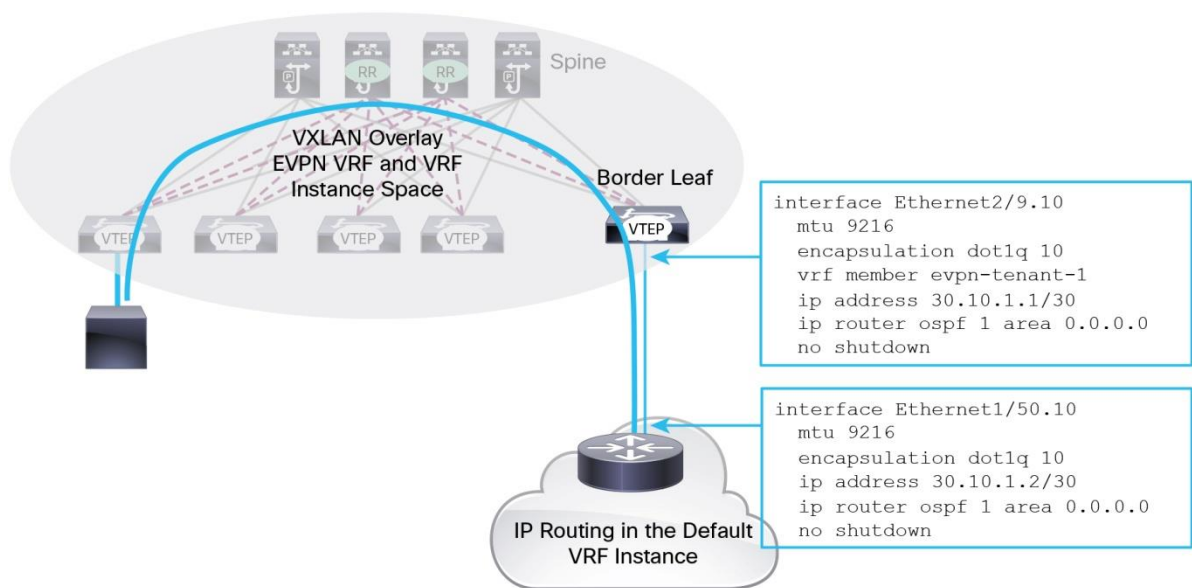 P
RR
RR
P
Spine
VXLAN Overlay
EVPN VRF and VRF
Instance Space
Border Leaf
VTEP
VTEP
VTEP
VTEP
VTEP
interface Ethernet2/9.10
mtu 9216
encapsulation dot1q 10
vrf member evpn-tenant-1
ip address 30.10.1.1/30
ip router ospf 1 area 0.0.0.0
no shutdown
interface Ethernet1/50.10
mtu 9216
encapsulation dot1q 10
ip address 30.10.1.2/30
ip router ospf 1 area 0.0.0.0
no shutdown
IP Routing in the Default
VRF Instance